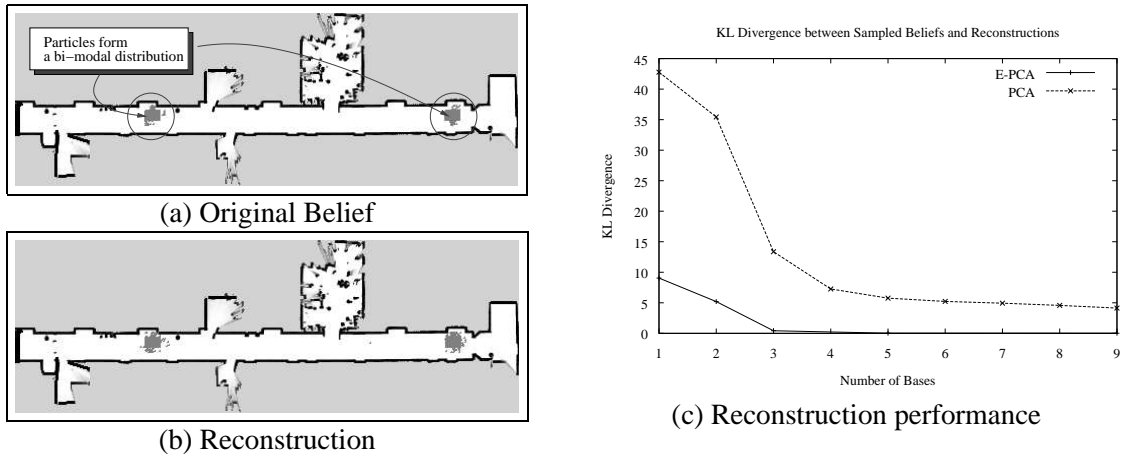 Particles form
a bi-modal distribution
(a) Original Belief
(b) Reconstruction
KL Divergence between Sampled Beliefs and Reconstructions
E-PCA
PCA
KL Divergence
45
40
35
30
25
20
15
10
5
0
1 2 3 4 5 6 7 8 9
Number of Bases
(c) Reconstruction performance